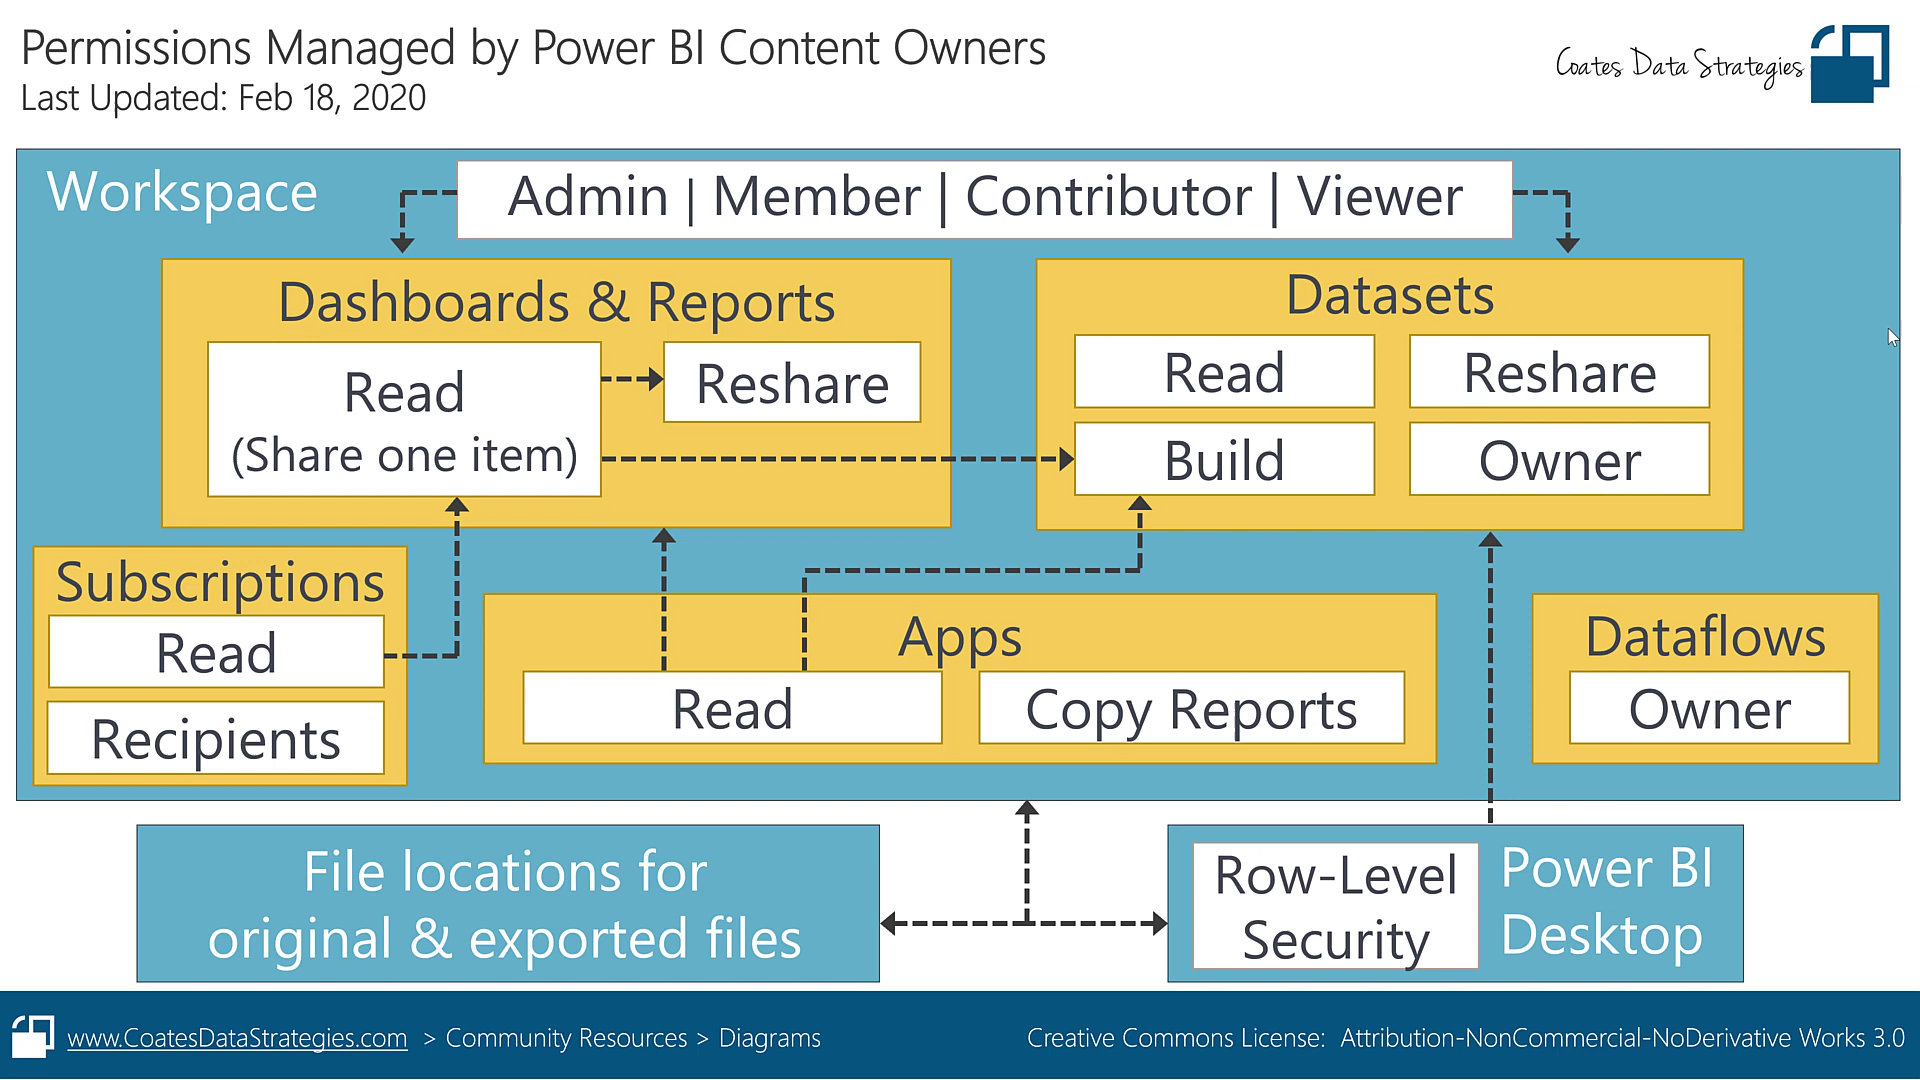 Permissions Managed by Power BI Content Owners
Last Updated: Feb 18, 2020
Coates Data Strategies
Workspace
Admin | Member | Contributor | Viewer
Dashboards & Reports
Read
(Share one item)
Reshare
Datasets
Read
Reshare
Build
Owner
Subscriptions
Read
Recipients
Apps
Read
Copy Reports
Dataflows
Owner
File locations for
original & exported files
Row-Level
Security
Power BI
Desktop
www.CoatesDataStrategies.com > Community Resources > Diagrams
Creative Commons License: Attribution-NonCommercial-NoDerivative Works 3.0